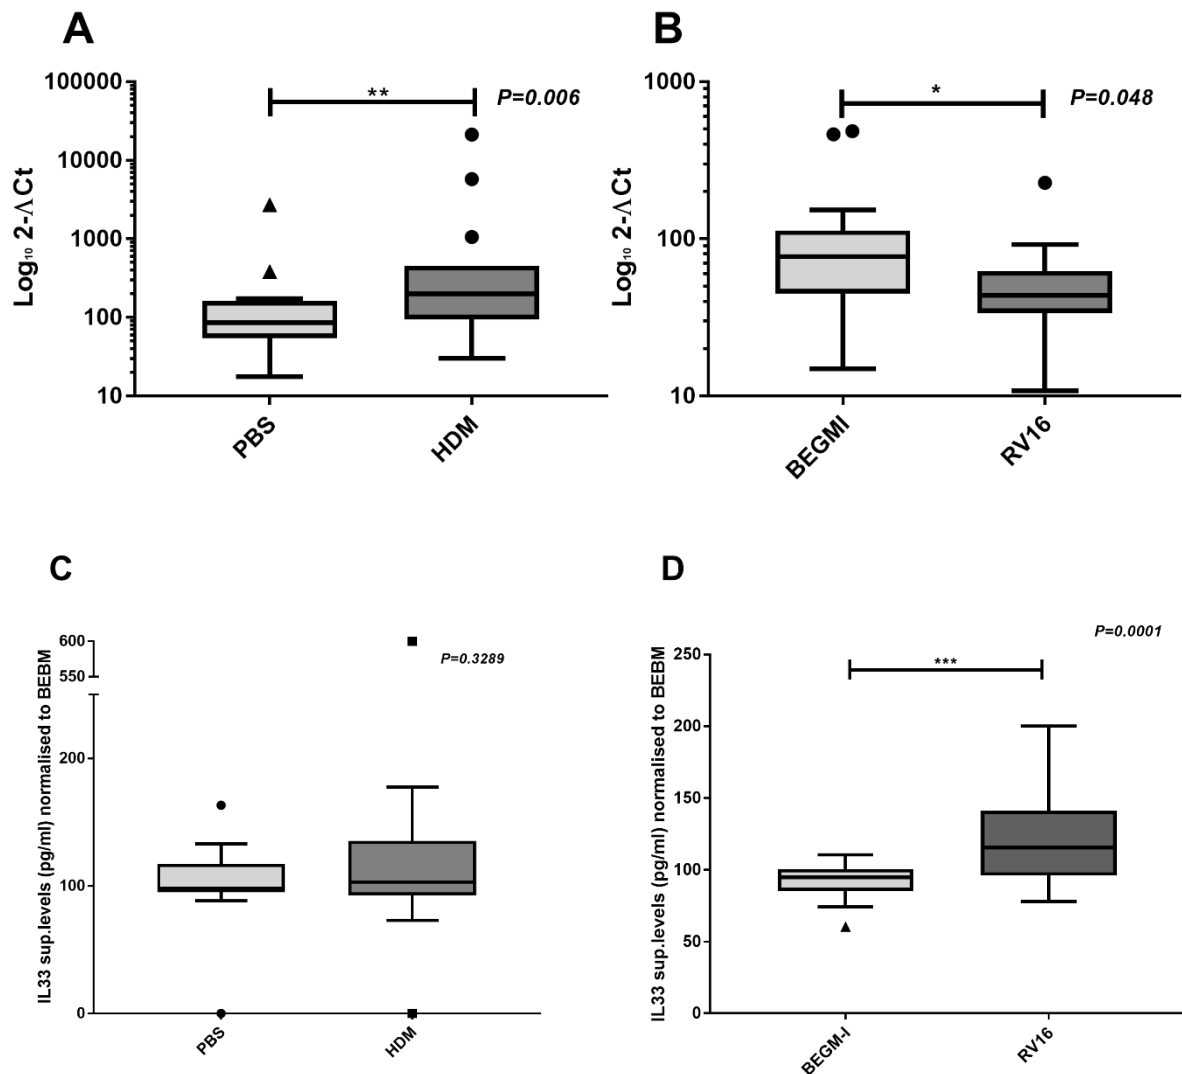 A
Log₁₀ 2-ΛCt
100000
10000
1000
100
10
**
P=0.006
PBS
HDM
B
Log₁₀ 2-ΛCt
1000
100
10
*
P=0.048
BEGMI
RV16
C
IL33 sup.levels (pg/ml) normalised to BEBM
600
550
200
100
0
P=0.3289
PBS
HDM
D
IL33 sup.levels (pg/ml) normalised to BEBM
250
200
150
100
50
0
***
P=0.0001
BEGM-I
RV16